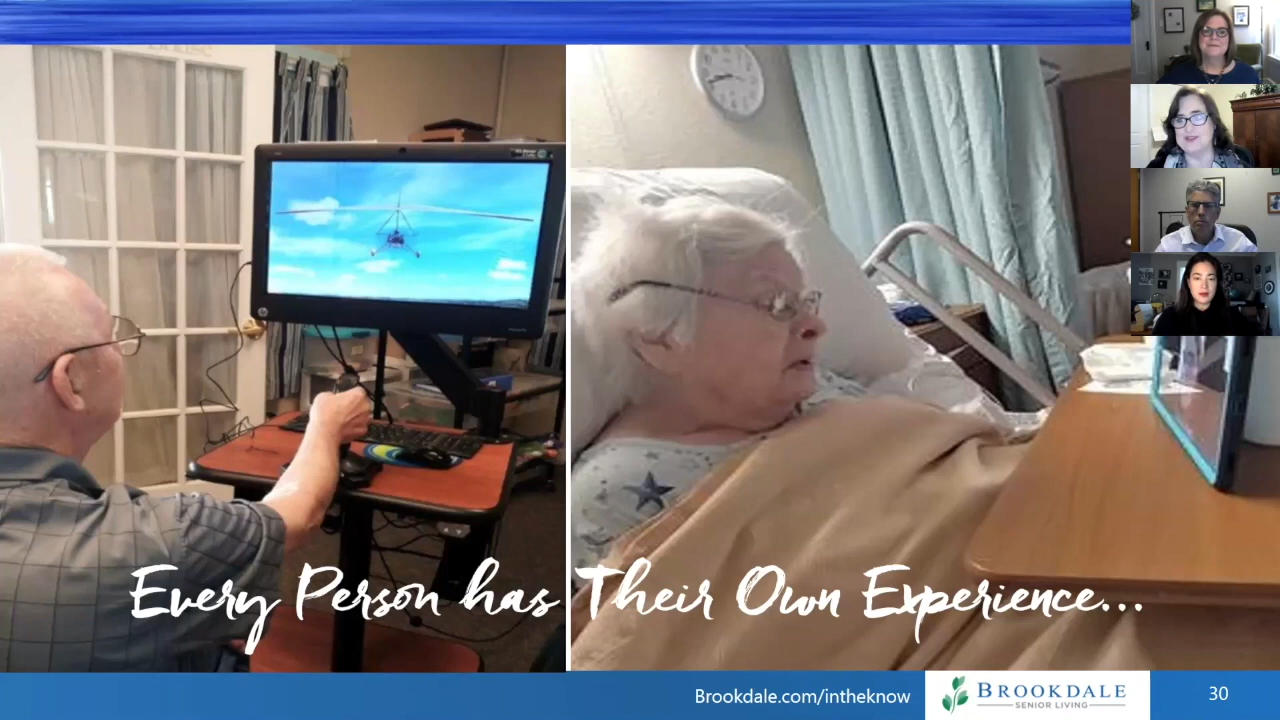 Every Person has Their Own Experience...
Brookdale.com/intheknow
BROOKDALE
SENIOR LIVING
30